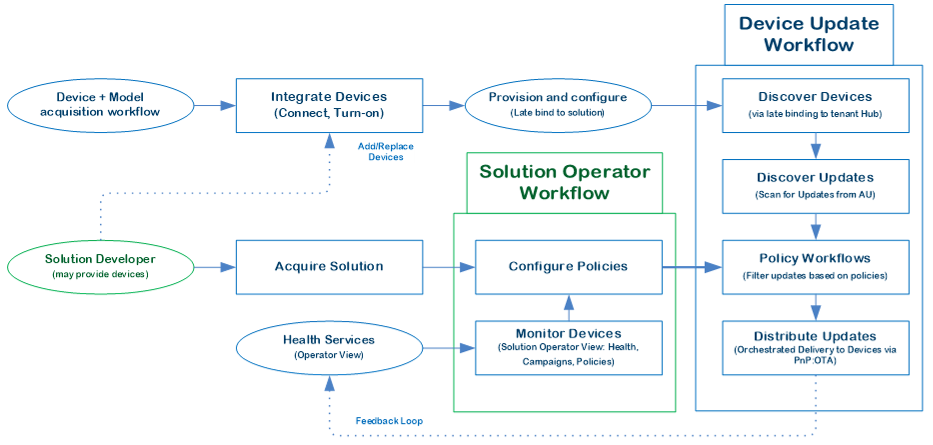 Device Update
Workflow
Device + Model
acquisition workflow
Integrate Devices
(Connect, Turn-on)
Provision and configure
(Late bind to solution)
Discover Devices
(via late binding to tenant Hub)
Add/Replace
Devices
Solution Operator
Workflow
Discover Updates
(Scan for Updates from AU)
Solution Developer
(may provide devices)
Acquire Solution
Configure Policies
Policy Workflows
(Filter updates based on policies)
Health Services
(Operator View)
Monitor Devices
(Solution Operator View: Health,
Campaigns, Policies)
Distribute Updates
(Orchestrated Delivery to Devices via
PnP:OTA)
Feedback Loop